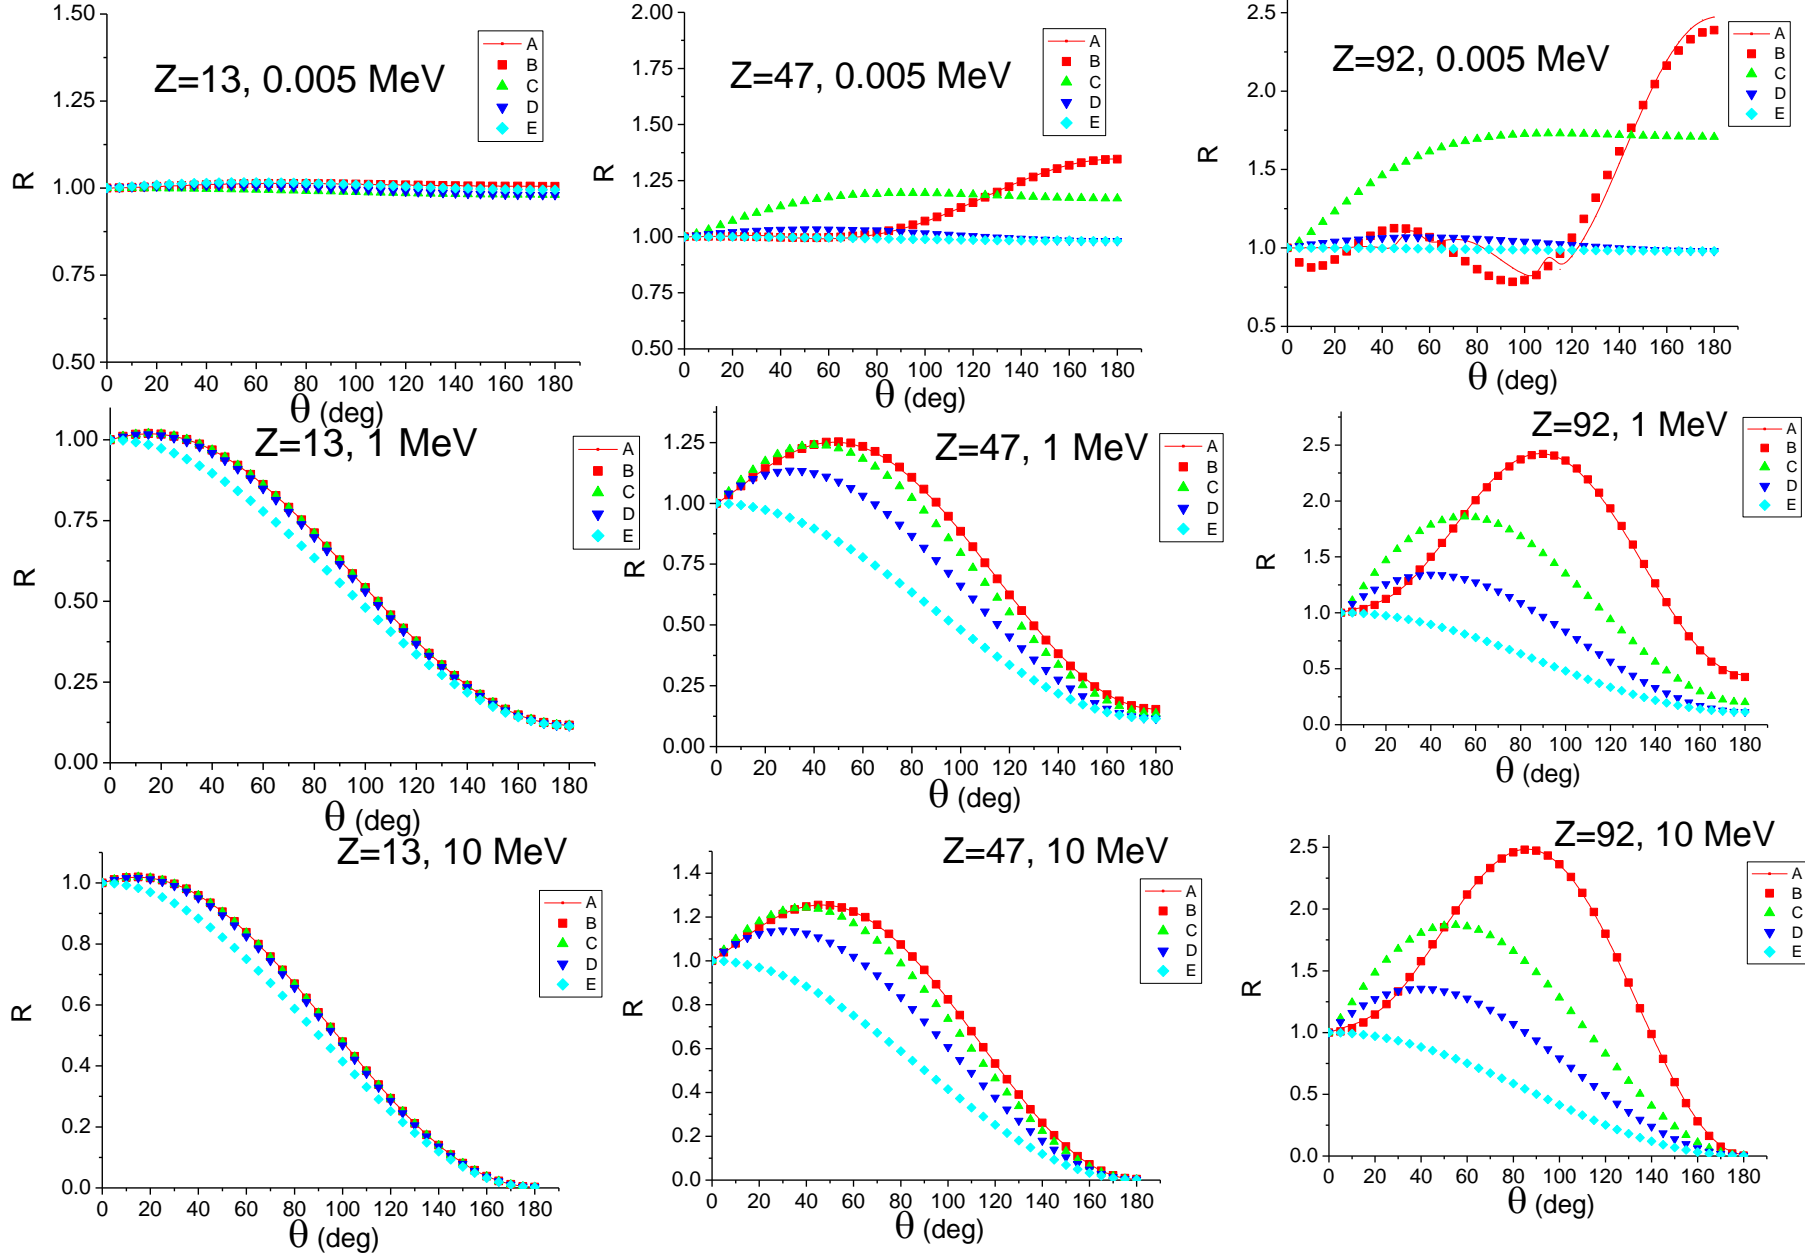 Z=13, 0.005 MeV
R
1.50
1.25
1.00
0.75
0.50
A
B
C
D
E
0 20 40 60 80 100 120 140 160 180
θ (deg)
Z=47, 0.005 MeV
R
2.00
1.75
1.50
1.25
1.00
0.75
0.50
A
B
C
D
E
0 20 40 60 80 100 120 140 160 180
θ (deg)
Z=92, 0.005 MeV
R
2.5
2.0
1.5
1.0
0.5
A
B
C
D
E
0 20 40 60 80 100 120 140 160 180
θ (deg)
Z=13, 1 MeV
R
1.00
0.75
0.50
0.25
0.00
A
B
C
D
E
0 20 40 60 80 100 120 140 160 180
θ (deg)
Z=47, 1 MeV
R
1.25
1.00
0.75
0.50
0.25
0.00
A
B
C
D
E
0 20 40 60 80 100 120 140 160 180
θ (deg)
Z=92, 1 MeV
R
2.5
2.0
1.5
1.0
0.5
0.0
A
B
C
D
E
0 20 40 60 80 100 120 140 160 180
θ (deg)
Z=13, 10 MeV
R
1.0
0.8
0.6
0.4
0.2
0.0
A
B
C
D
E
0 20 40 60 80 100 120 140 160 180
θ (deg)
Z=47, 10 MeV
R
1.4
1.2
1.0
0.8
0.6
0.4
0.2
0.0
A
B
C
D
E
0 20 40 60 80 100 120 140 160 180
θ (deg)
Z=92, 10 MeV
R
2.5
2.0
1.5
1.0
0.5
0.0
A
B
C
D
E
0 20 40 60 80 100 120 140 160 180
θ (deg)